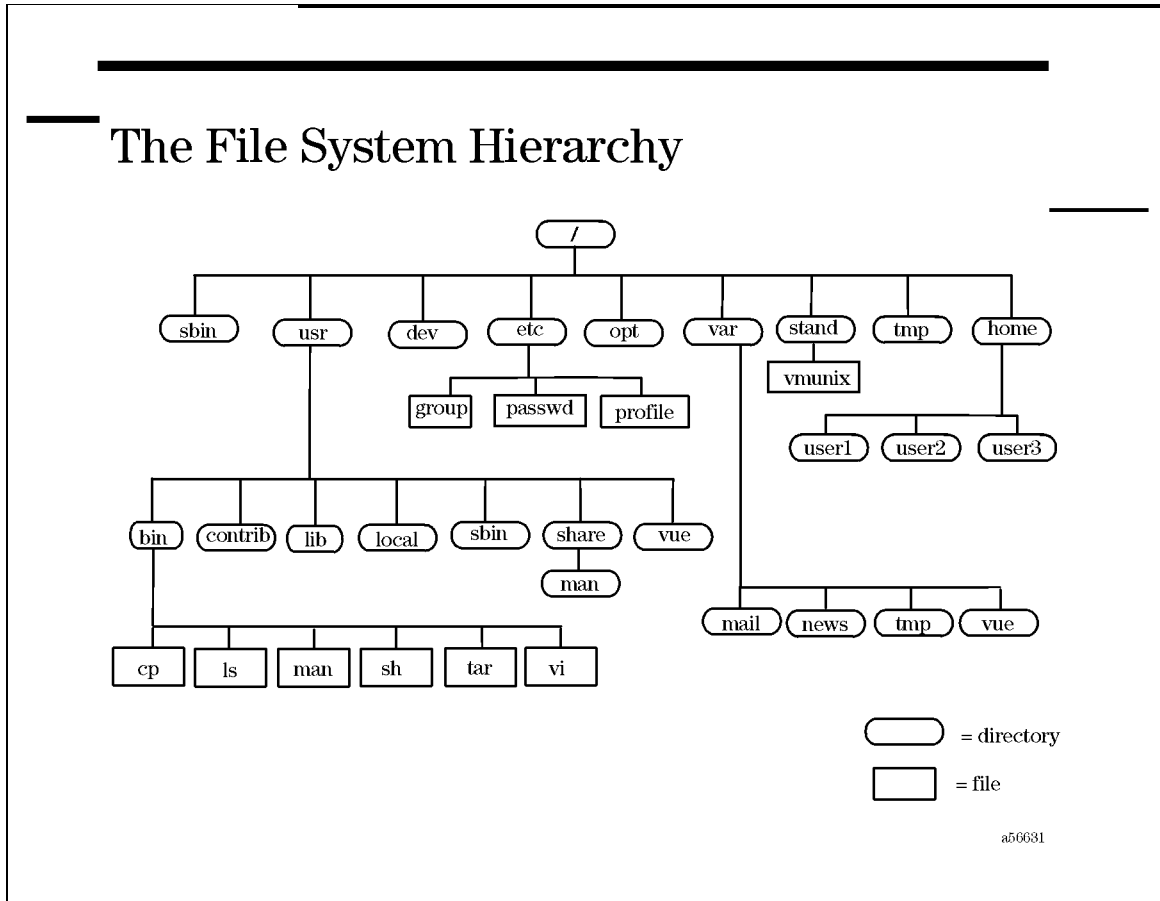 The File System Hierarchy
/
sbin usr dev etc opt var stand tmp home
vmunix
group passwd profile
user1 user2 user3
bin contrib lib local sbin share vue
man
mail news tmp vue
cp ls man sh tar vi
= directory
= file
a56631